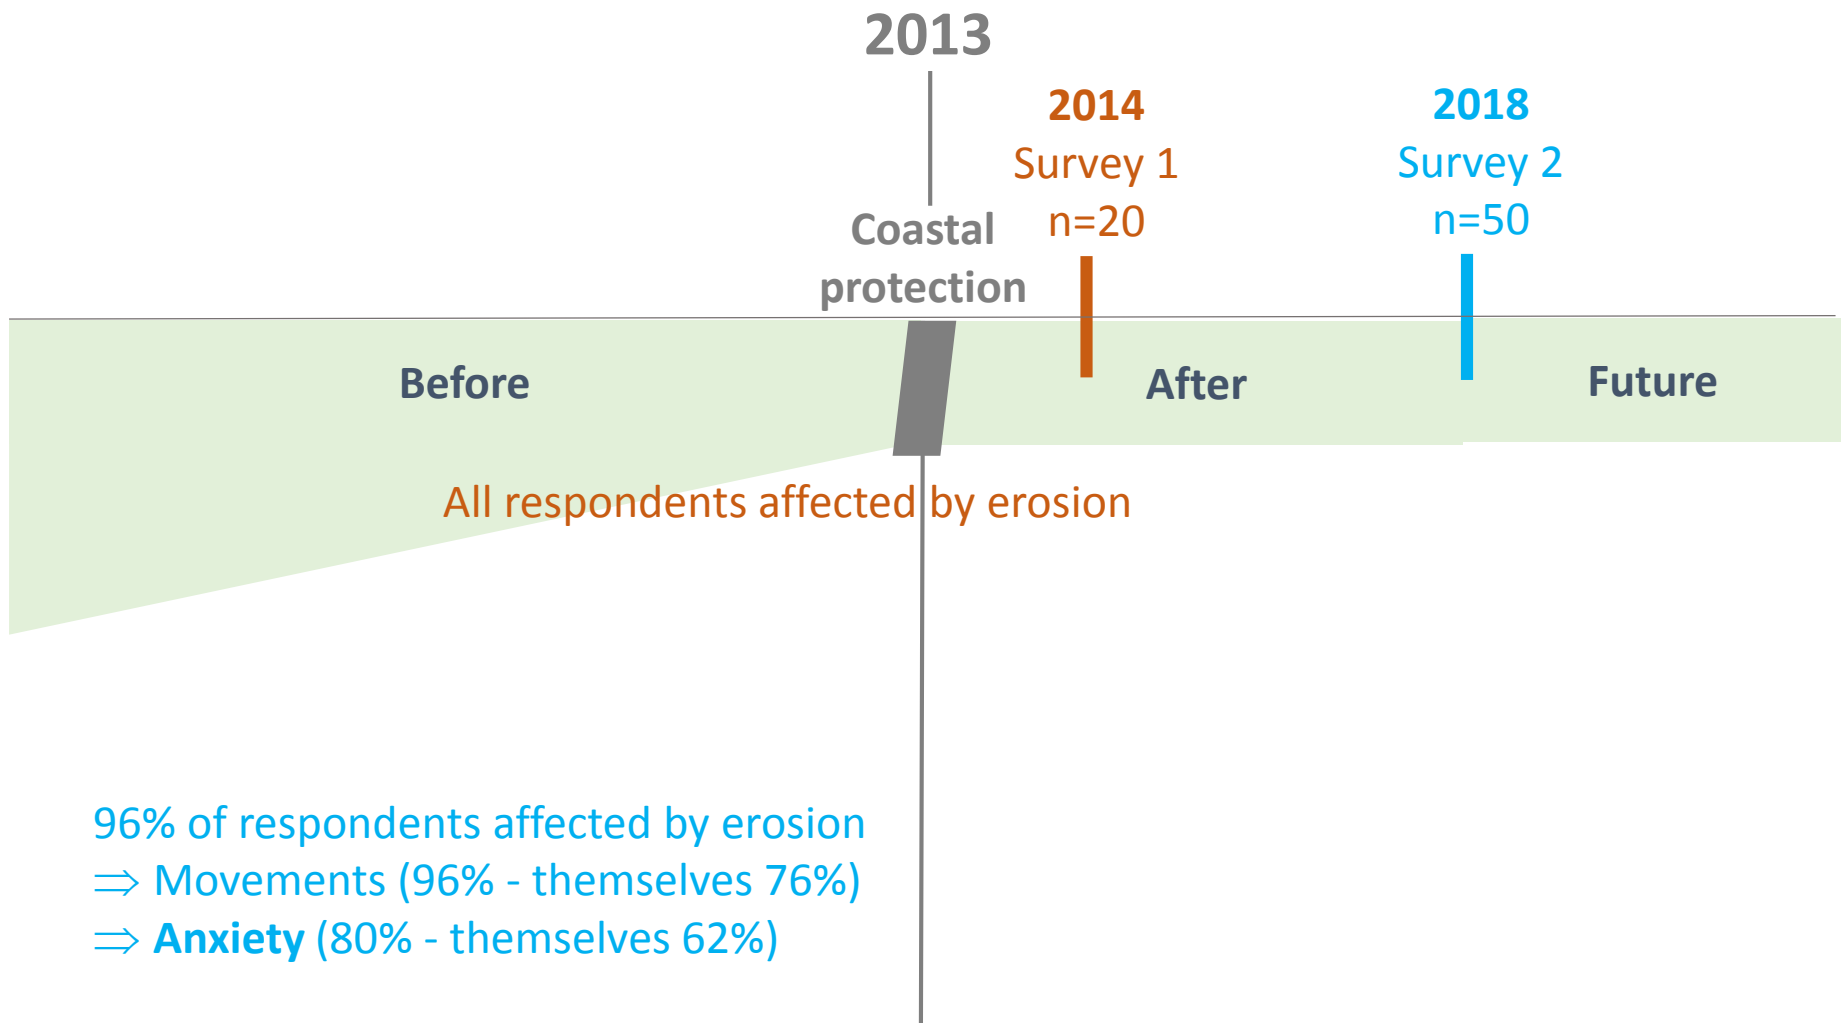 2013
2014
Survey 1
n=20
2018
Survey 2
n=50
Coastal
protection
Before
After
Future
All respondents affected by erosion
96% of respondents affected by erosion
⇒ Movements (96% - themselves 76%)
⇒ Anxiety (80% - themselves 62%)